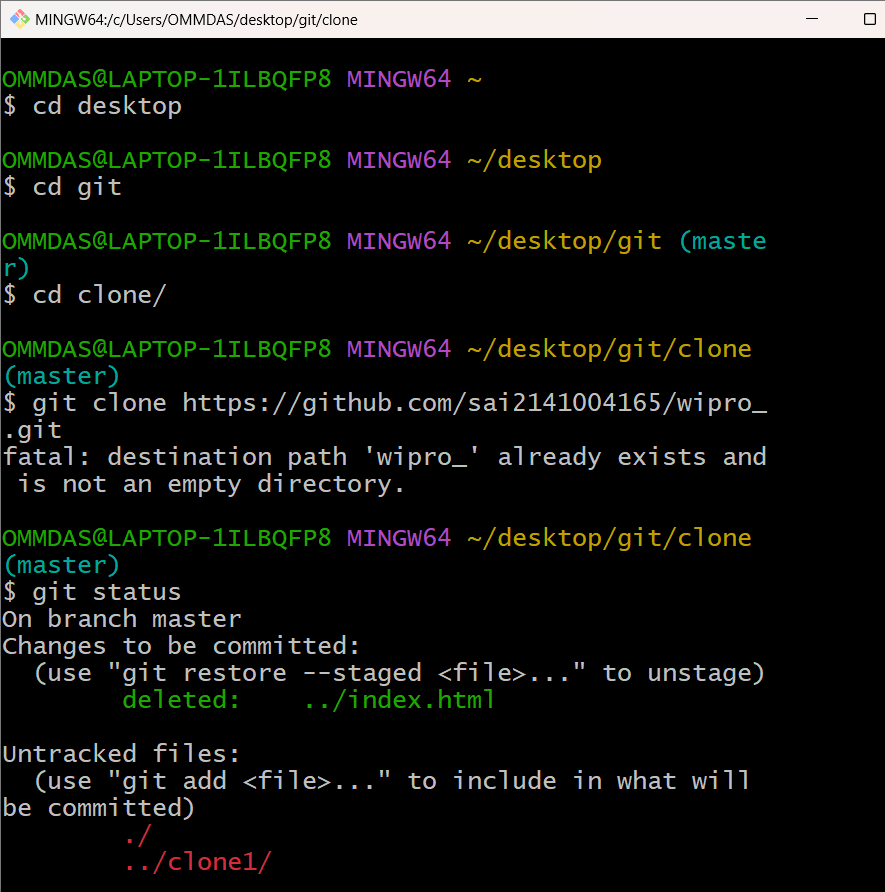 MINGW64:/c/Users/OMMDAS/desktop/git/clone
OMMDAS@LAPTOP-1ILBQFP8 MINGW64 ~
$ cd desktop
OMMDAS@LAPTOP-1ILBQFP8 MINGW64 ~/desktop
$ cd git
OMMDAS@LAPTOP-1ILBQFP8 MINGW64 ~/desktop/git (maste
r)
$ cd clone/
OMMDAS@LAPTOP-1ILBQFP8 MINGW64 ~/desktop/git/clone
(master)
$ git clone https://github.com/sai2141004165/wipro_
.git
fatal: destination path 'wipro_' already exists and
 is not an empty directory.
OMMDAS@LAPTOP-1ILBQFP8 MINGW64 ~/desktop/git/clone
(master)
$ git status
On branch master
Changes to be committed:
  (use "git restore --staged <file>..." to unstage)
        deleted:    ../index.html
Untracked files:
  (use "git add <file>..." to include in what will
be committed)
        ./
        ../clone1/